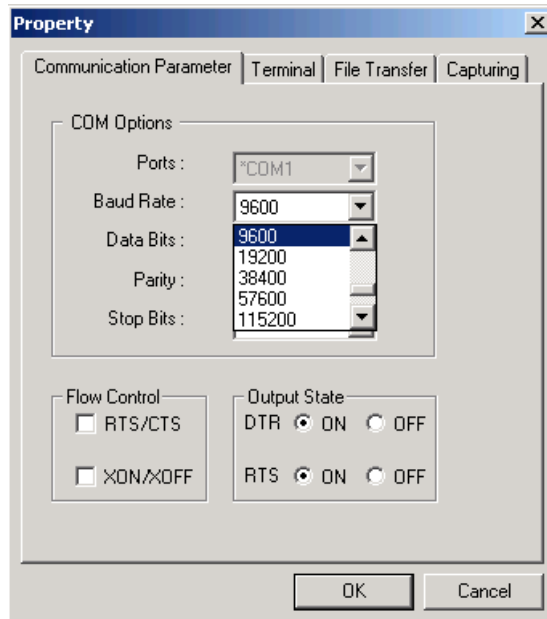 Property
Communication Parameter Terminal File Transfer Capturing
COM Options
Ports : *COM1
Baud Rate : 9600
Data Bits : 9600
19200
Parity : 38400
57600
Stop Bits : 115200
Flow Control Output State
RTS/CTS DTR ON OFF
XON/XOFF RTS ON OFF
OK Cancel